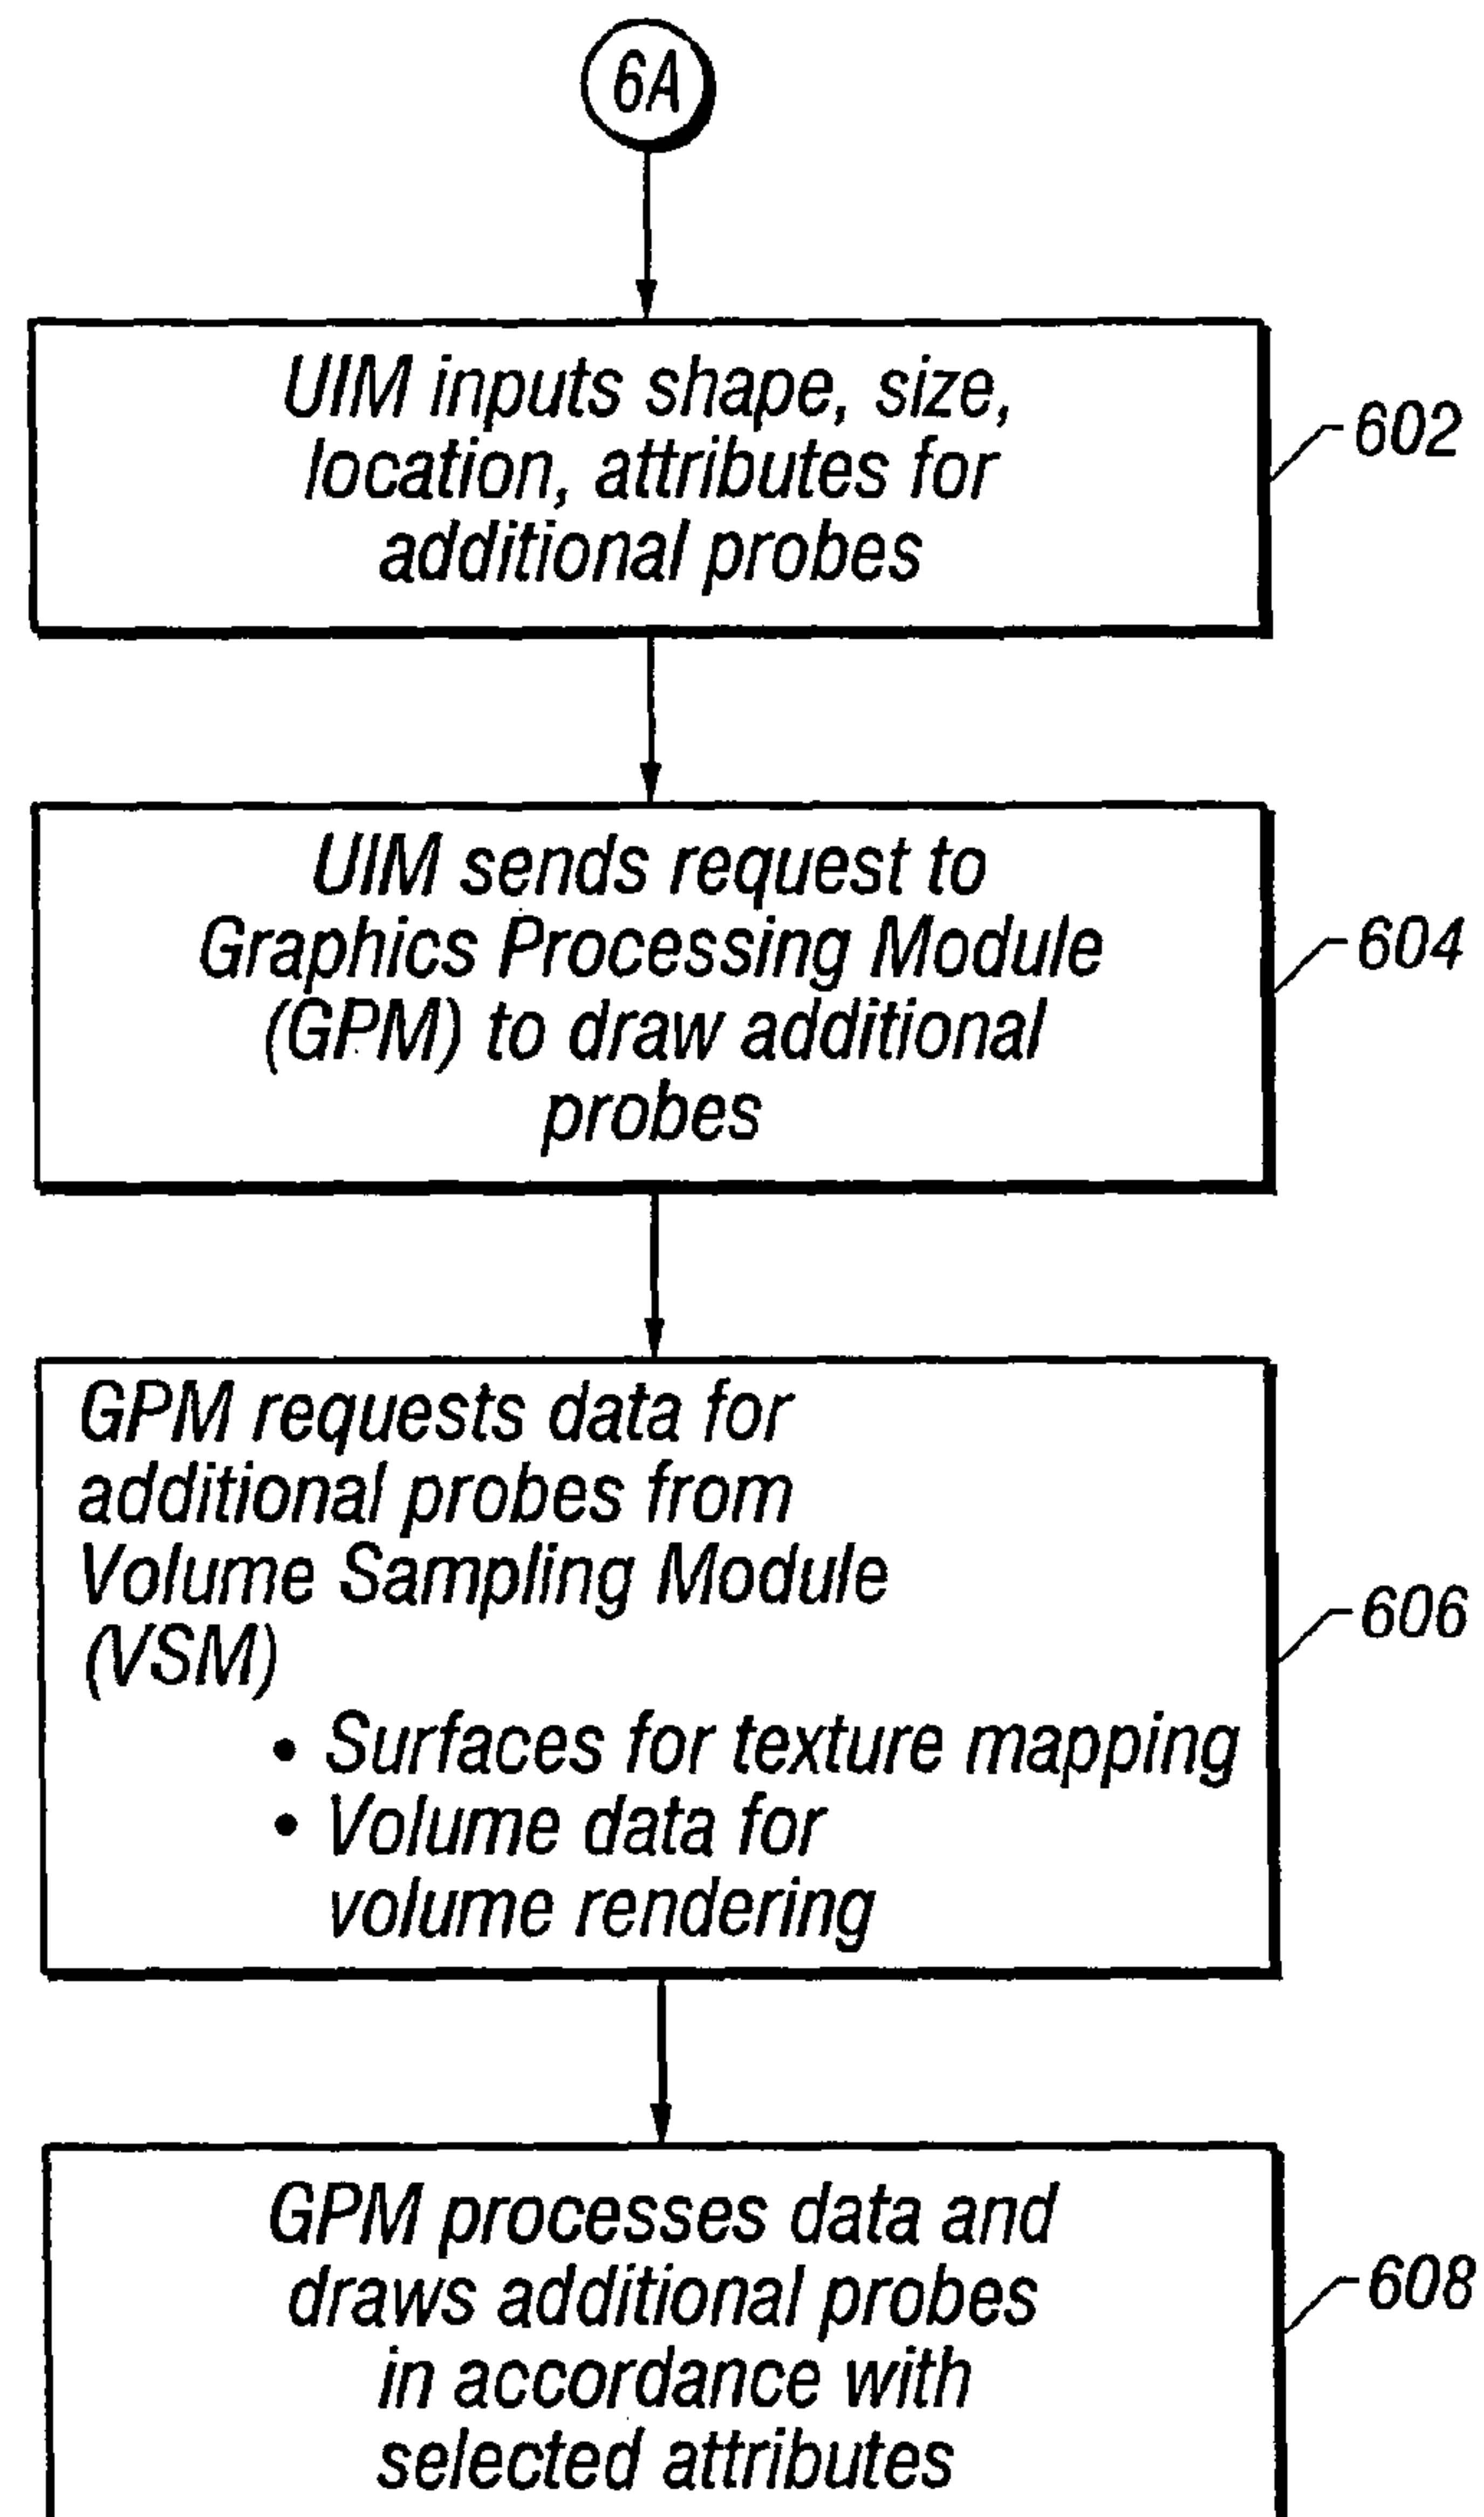 6A
UIM inputs shape, size,
location, attributes for
additional probes
602
UIM sends request to
Graphics Processing Module
(GPM) to draw additional
probes
604
GPM requests data for
additional probes from
Volume Sampling Module
(VSM)
• Surfaces for texture mapping
• Volume data for
volume rendering
606
GPM processes data and
draws additional probes
in accordance with
selected attributes
608